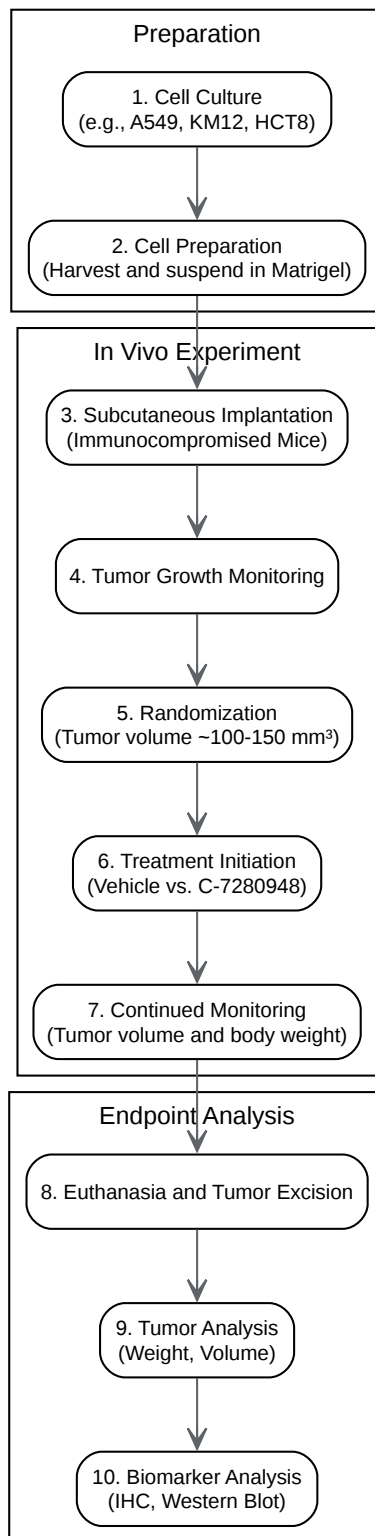 Preparation
1. Cell Culture
(e.g., A549, KM12, HCT8)
2. Cell Preparation
(Harvest and suspend in Matrigel)
In Vivo Experiment
3. Subcutaneous Implantation
(Immunocompromised Mice)
4. Tumor Growth Monitoring
5. Randomization
(Tumor volume ~100-150 mm³)
6. Treatment Initiation
(Vehicle vs. C-7280948)
7. Continued Monitoring
(Tumor volume and body weight)
Endpoint Analysis
8. Euthanasia and Tumor Excision
9. Tumor Analysis
(Weight, Volume)
10. Biomarker Analysis
(IHC, Western Blot)